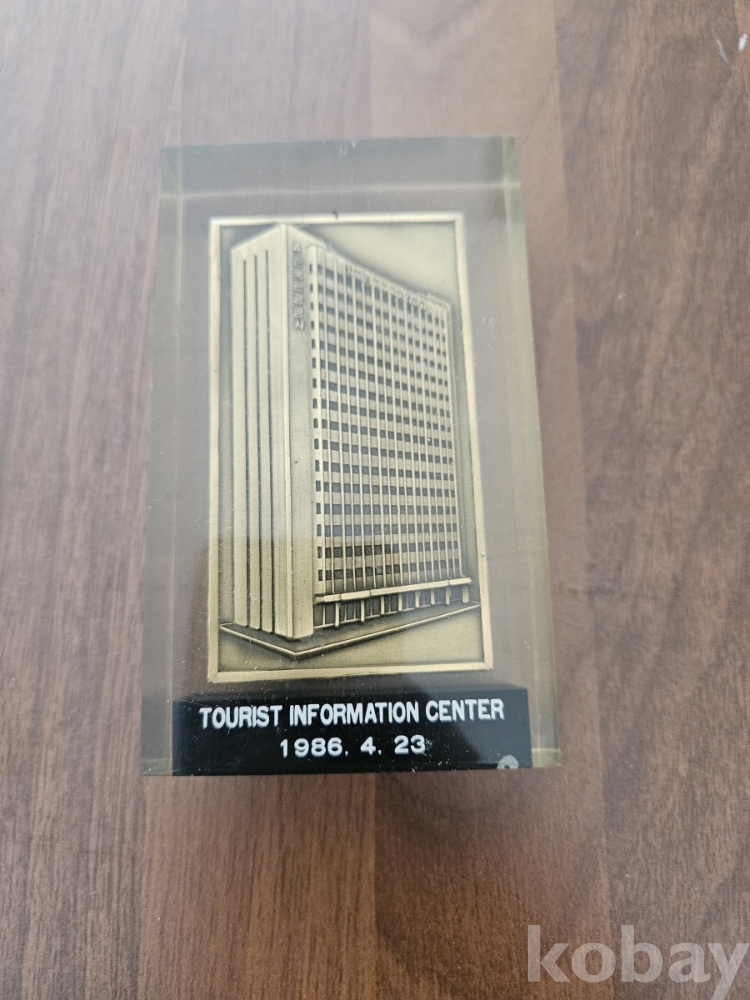 TOURIST INFORMATION CENTER
1986. 4. 23
kobay